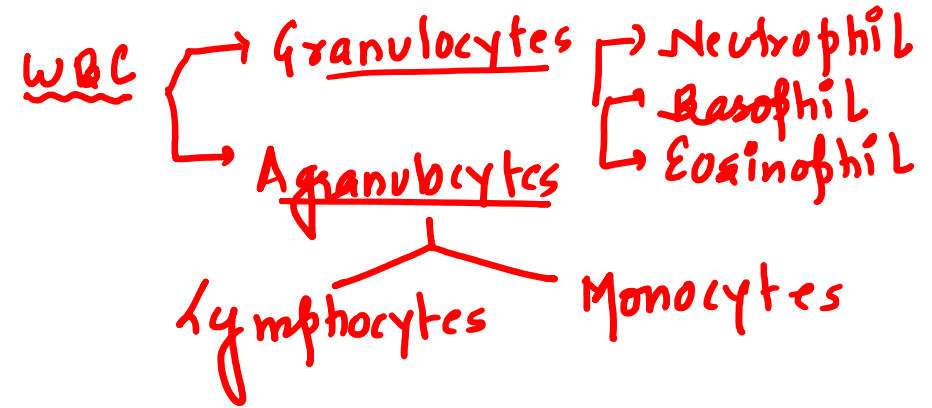 WBC
Granulocytes
Neutrophil
Basophil
Eosinophil
Agranulocytes
Lymphocytes
Monocytes